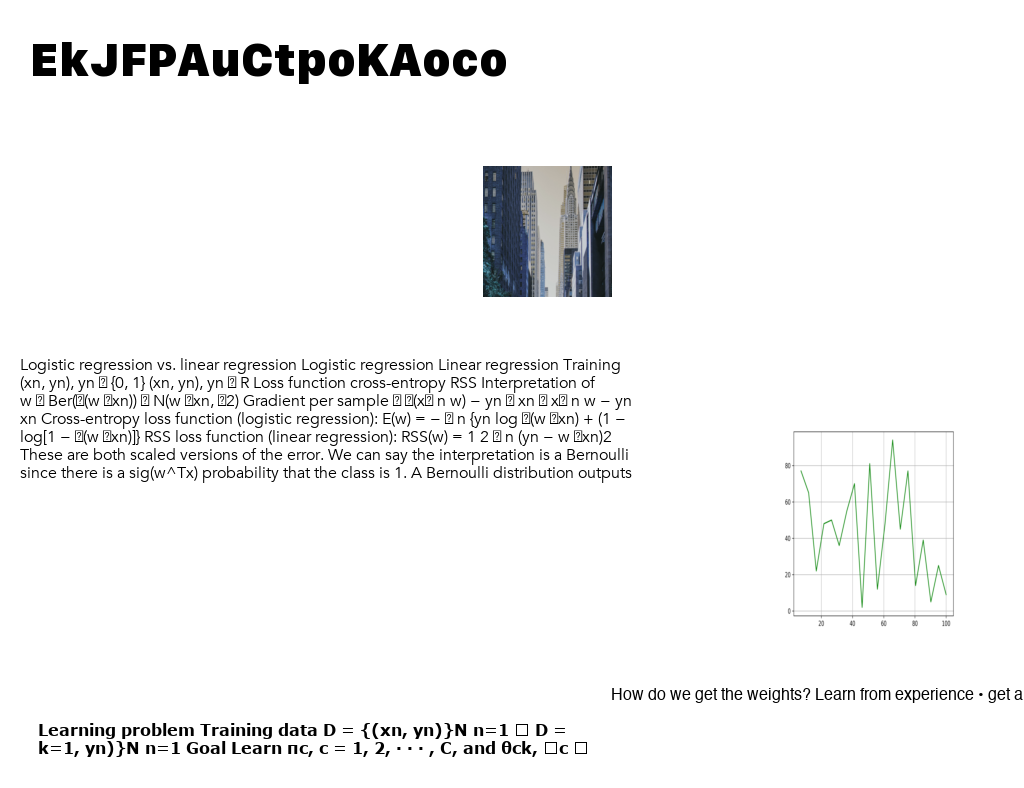 EkJFPAuCtpoKAoco
Logistic regression vs. linear regression Logistic regression Linear regression Training
(xn, yn), yn � {0, 1} (xn, yn), yn � R Loss function cross-entropy RSS Interpretation of
w � Ber(�(w �xn)) � N(w �xn, �2) Gradient per sample � �(x� n w) − yn � xn � x� n w − yn
xn Cross-entropy loss function (logistic regression): E(w) = − � n {yn log �(w �xn) + (1 −
log[1 − �(w �xn)]} RSS loss function (linear regression): RSS(w) = 1 2 � n (yn − w �xn)2
These are both scaled versions of the error. We can say the interpretation is a Bernoulli
since there is a sig(w^Tx) probability that the class is 1. A Bernoulli distribution outputs
80
60
40
20
0
20 40 60 80 100
How do we get the weights? Learn from experience • get a
Learning problem Training data D = {(xn, yn)}N n=1 � D =
k=1, yn)}N n=1 Goal Learn πc, c = 1, 2, · · · , C, and θck, �c �